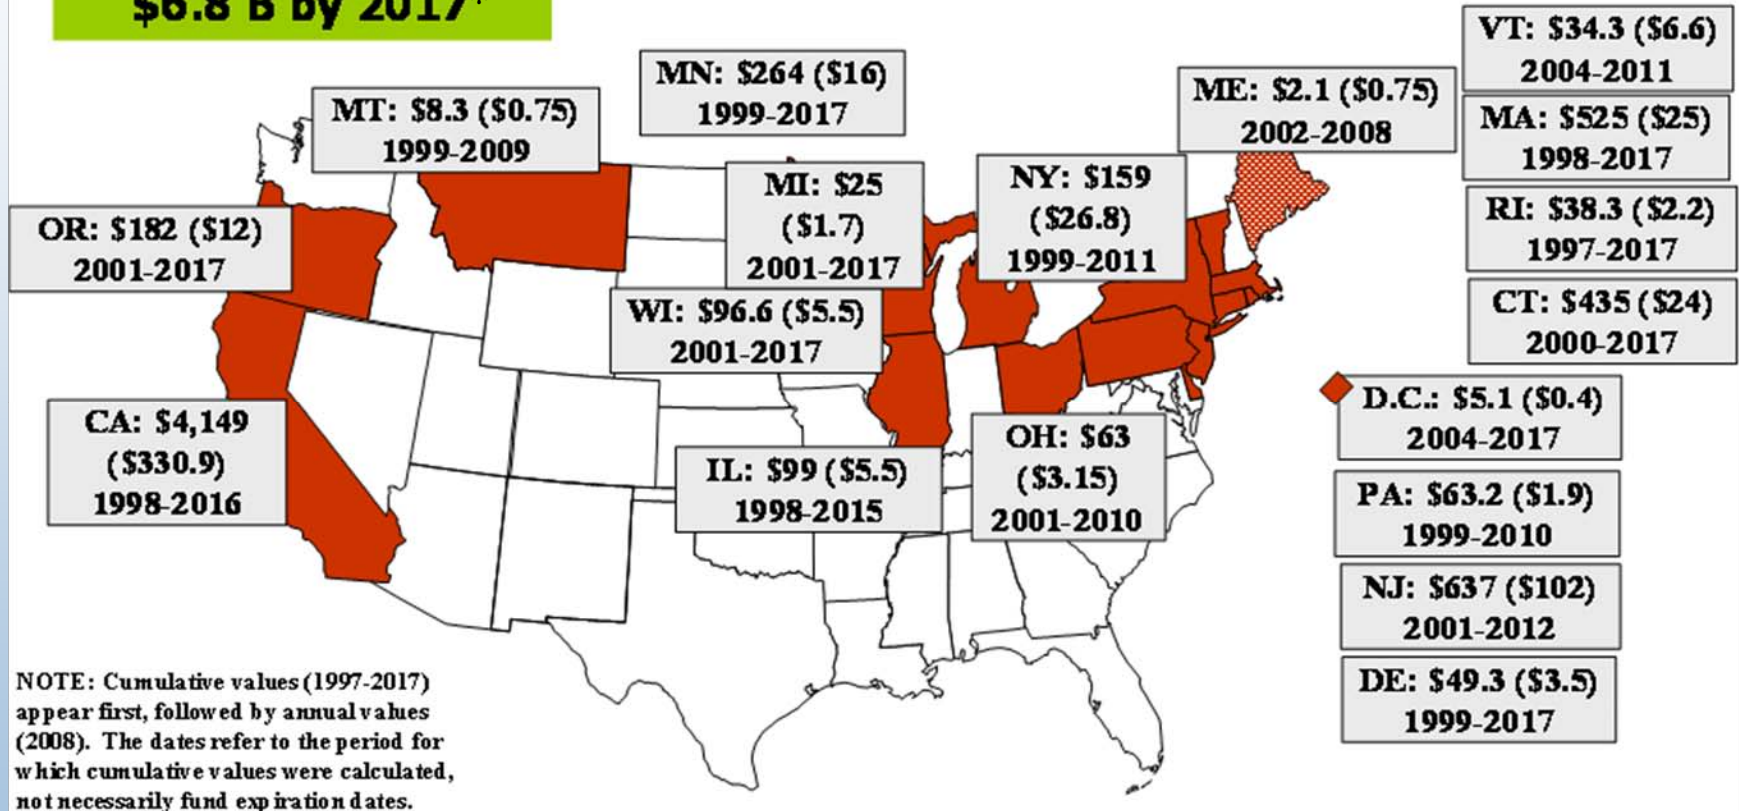 $6.8 B by 2017
MT: $8.3 ($0.75)
1999-2009
MN: $264 ($16)
1999-2017
ME: $2.1 ($0.75)
2002-2008
VT: $34.3 ($6.6)
2004-2011
MA: $525 ($25)
1998-2017
RI: $38.3 ($2.2)
1997-2017
CT: $435 ($24)
2000-2017
OR: $182 ($12)
2001-2017
MI: $25
($1.7)
2001-2017
NY: $159
($26.8)
1999-2011
WI: $96.6 ($5.5)
2001-2017
CA: $4,149
($330.9)
1998-2016
IL: $99 ($5.5)
1998-2015
OH: $63
($3.15)
2001-2010
D.C.: $5.1 ($0.4)
2004-2017
PA: $63.2 ($1.9)
1999-2010
NJ: $637 ($102)
2001-2012
DE: $49.3 ($3.5)
1999-2017
NOTE: Cumulative values (1997-2017)
appear first, followed by annual values
(2008). The dates refer to the period for
which cumulative values were calculated,
not necessarily fund expiration dates.